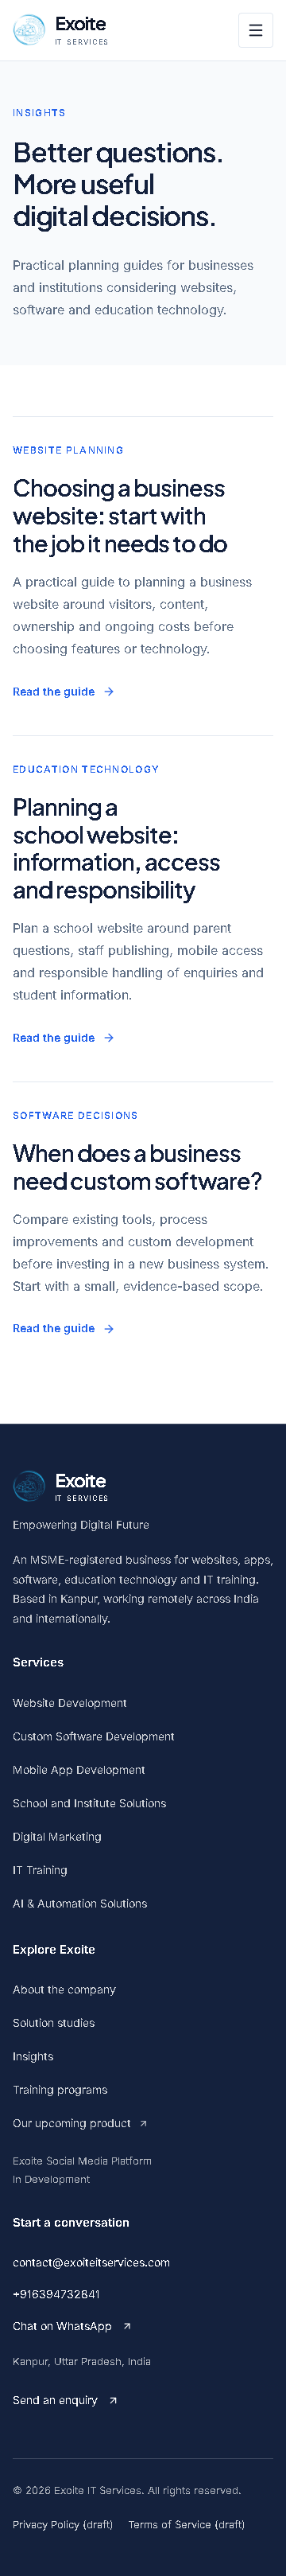 Exoite
IT SERVICES
INSIGHTS
Better questions.
More useful
digital decisions.
Practical planning guides for businesses
and institutions considering websites,
software and education technology.
WEBSITE PLANNING
Choosing a business
website: start with
the job it needs to do
A practical guide to planning a business
website around visitors, content,
ownership and ongoing costs before
choosing features or technology.
Read the guide →
EDUCATION TECHNOLOGY
Planning a
school website:
information, access
and responsibility
Plan a school website around parent
questions, staff publishing, mobile access
and responsible handling of enquiries and
student information.
Read the guide →
SOFTWARE DECISIONS
When does a business
need custom software?
Compare existing tools, process
improvements and custom development
before investing in a new business system.
Start with a small, evidence-based scope.
Read the guide →
Exoite
IT SERVICES
Empowering Digital Future
An MSME-registered business for websites, apps,
software, education technology and IT training.
Based in Kanpur, working remotely across India
and internationally.
Services
Website Development
Custom Software Development
Mobile App Development
School and Institute Solutions
Digital Marketing
IT Training
AI & Automation Solutions
Explore Exoite
About the company
Solution studies
Insights
Training programs
Our upcoming product ↗
Exoite Social Media Platform
In Development
Start a conversation
contact@exoiteitservices.com
+916394732841
Chat on WhatsApp ↗
Kanpur, Uttar Pradesh, India
Send an enquiry ↗
© 2026 Exoite IT Services. All rights reserved.
Privacy Policy (draft) Terms of Service (draft)